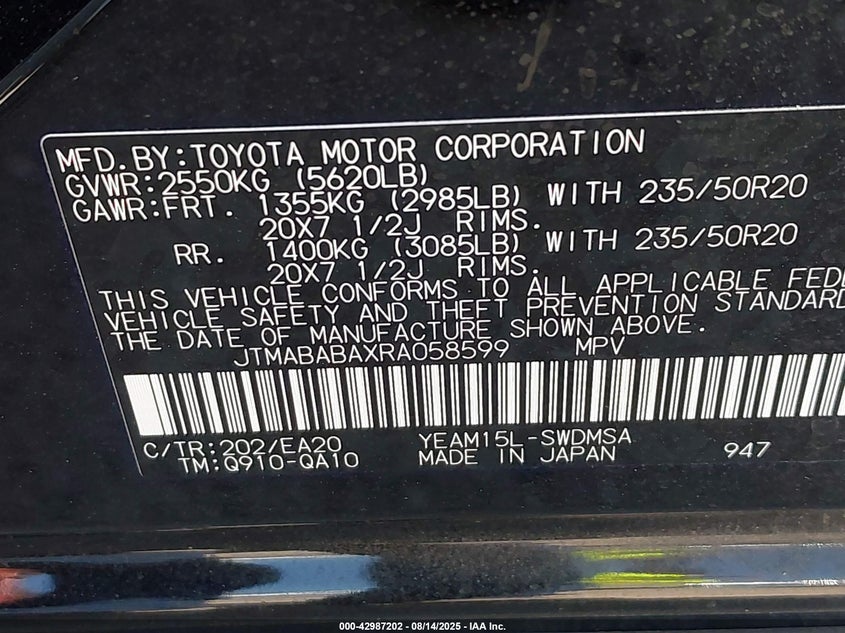 MFD.BY:TOYOTA MOTOR CORPORATION
GVWR:2550KG (5620LB)
GAWR:FRT. 1355KG (2985LB) WITH 235/50R20
20X7 1/2J RIMS.
RR. 1400KG (3085LB) WITH 235/50R20
20X7 1/2J RIMS.
THIS VEHICLE CONFORMS TO ALL APPLICABLE FEDE
VEHICLE SAFETY AND THEFT PREVENTION STANDARD
THE DATE OF MANUFACTURE SHOWN ABOVE.
JTMABABAXRA058599 MPV
C/TR:202/EA20 YEAM15L-SWDMSA
TM:Q910-QA10 MADE IN JAPAN 947
000-42987202 - 08/14/2025 - IAA Inc.